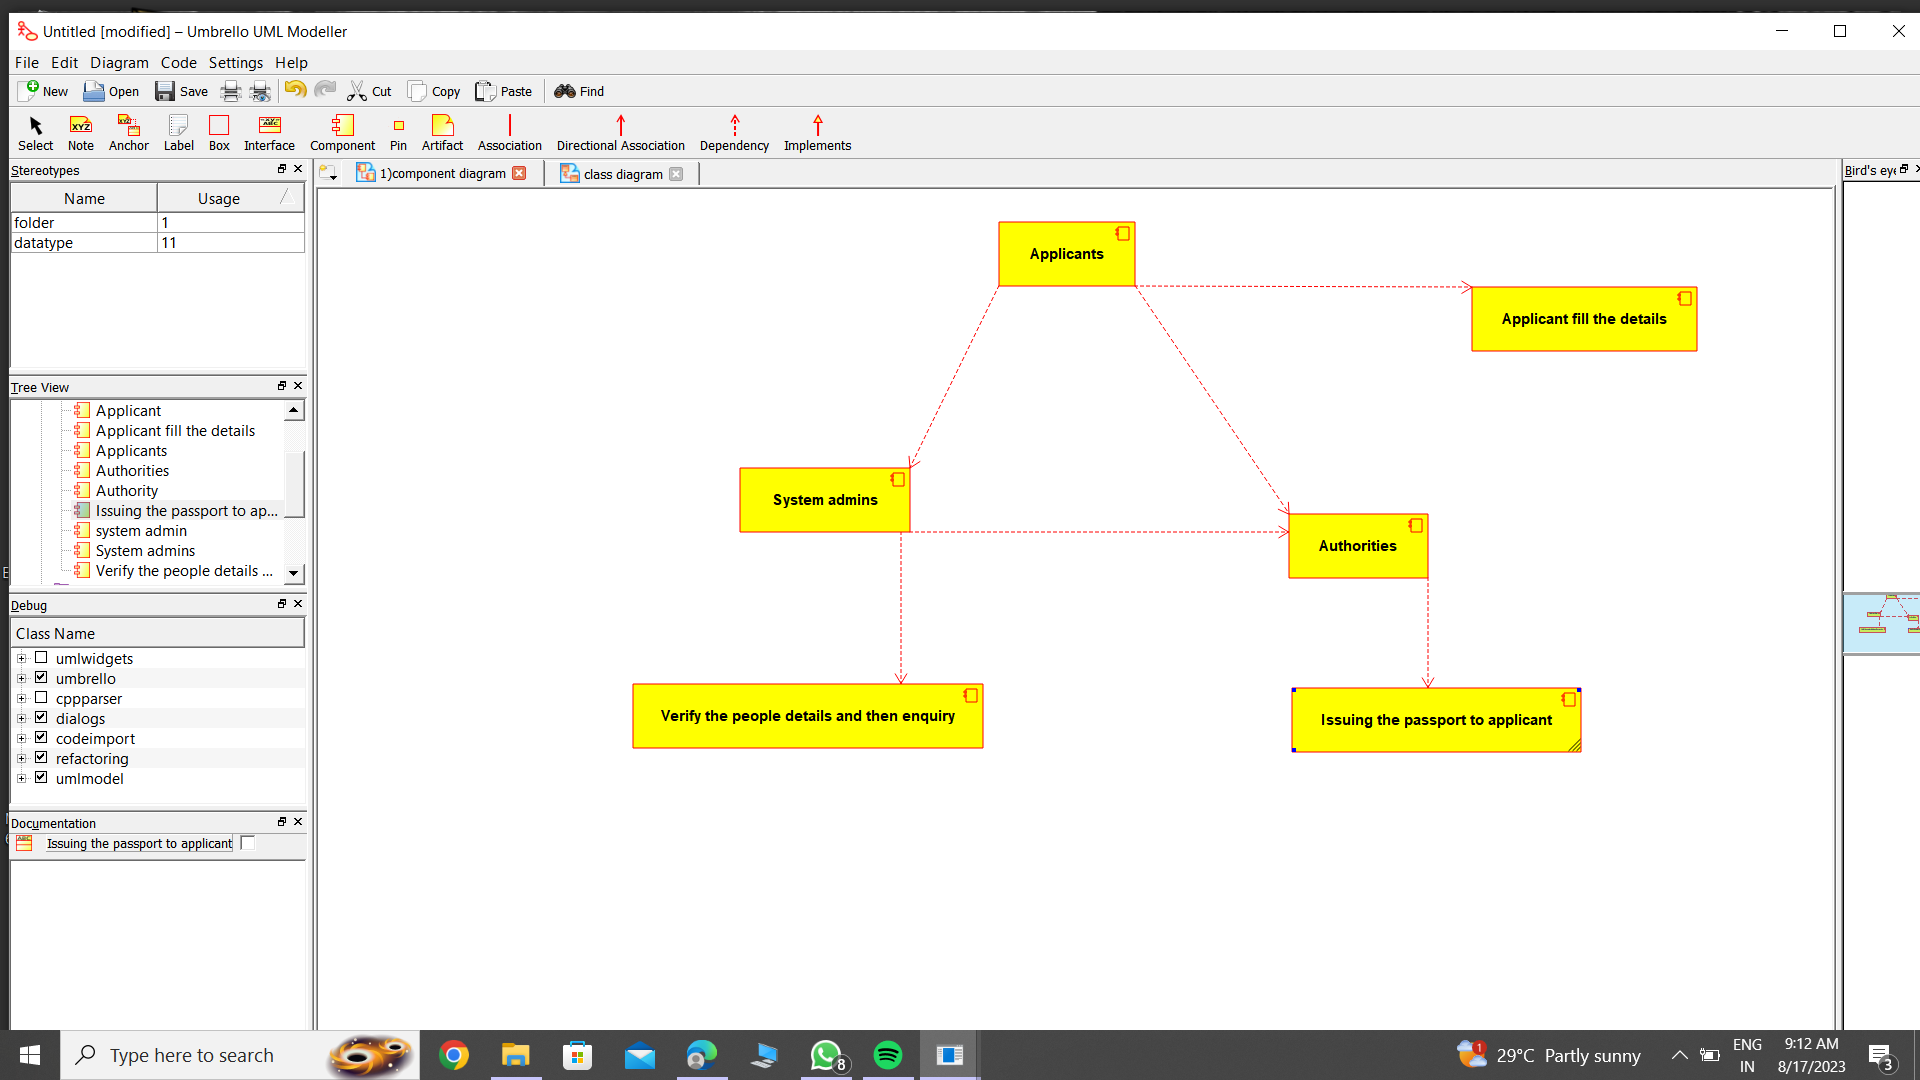 Untitled [modified] – Umbrello UML Modeller
File Edit Diagram Code Settings Help
New Open Save Cut Copy Paste Find
XYZ XYZ XYZ ABC
Select Note Anchor Label Box Interface Component Pin Artifact Association Directional Association Dependency Implements
Stereotypes
1)component diagram class diagram
Bird's eye
Name Usage
folder 1
datatype 11
Tree View
Applicant
Applicant fill the details
Applicants
Authorities
Authority
Issuing the passport to ap...
system admin
System admins
Verify the people details ...
Debug
Class Name
umlwidgets
umbrello
cppparser
dialogs
codeimport
refactoring
umlmodel
Documentation
Issuing the passport to applicant
Applicants
Applicant fill the details
System admins
Authorities
Verify the people details and then enquiry
Issuing the passport to applicant
Type here to search
8
1
29°C Partly sunny
ENG
IN
9:12 AM
8/17/2023
3